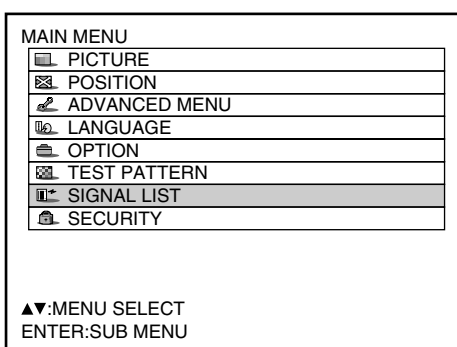 MAIN MENU
PICTURE
POSITION
ADVANCED MENU
LANGUAGE
OPTION
TEST PATTERN
SIGNAL LIST
SECURITY
▲▼:MENU SELECT
ENTER:SUB MENU